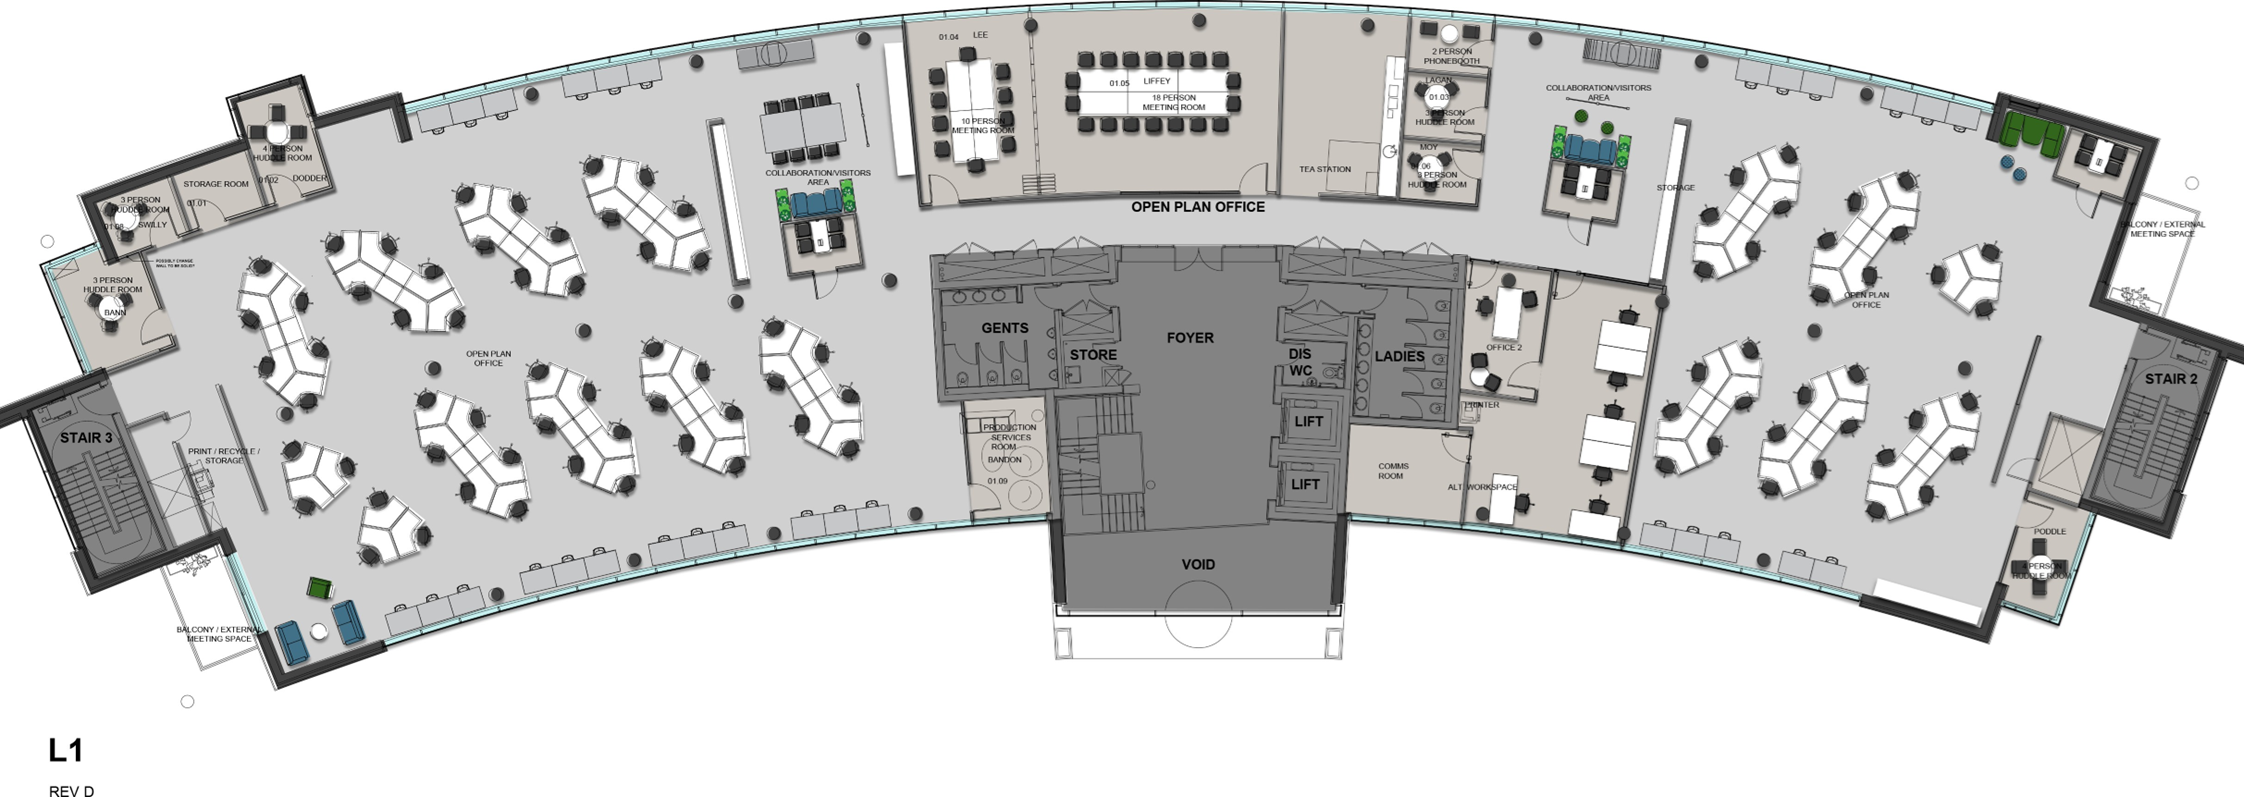 01.04
LEE
10 PERSON
MEETING ROOM
01.05
LIFFEY
18 PERSON
MEETING ROOM
TEA STATION
2 PERSON
PHONEBOOTH
LAGAN
01.03
3 PERSON
HUDDLE ROOM
MOY
3 PERSON
HUDDLE ROOM
COLLABORATION/VISITORS
AREA
STORAGE
4 PERSON
HUDDLE ROOM
01.02
DODDER
STORAGE ROOM
01.01
3 PERSON
HUDDLE ROOM
01.08
SWILLY
POSSIBLY CHANGE
WALL TO BE SOLID?
3 PERSON
HUDDLE ROOM
BANN
COLLABORATION/VISITORS
AREA
OPEN PLAN OFFICE
BALCONY / EXTERNAL
MEETING SPACE
OPEN PLAN
OFFICE
OPEN PLAN
OFFICE
GENTS
STORE
FOYER
DIS
WC
LADIES
OFFICE 2
PRINTER
STAIR 2
STAIR 3
PRINT / RECYCLE /
STORAGE
PRODUCTION
SERVICES
ROOM
BANDON
01.09
LIFT
LIFT
COMMS
ROOM
ALT. WORKSPACE
PODDLE
4 PERSON
HUDDLE ROOM
VOID
BALCONY / EXTERNAL
MEETING SPACE
L1
REV D